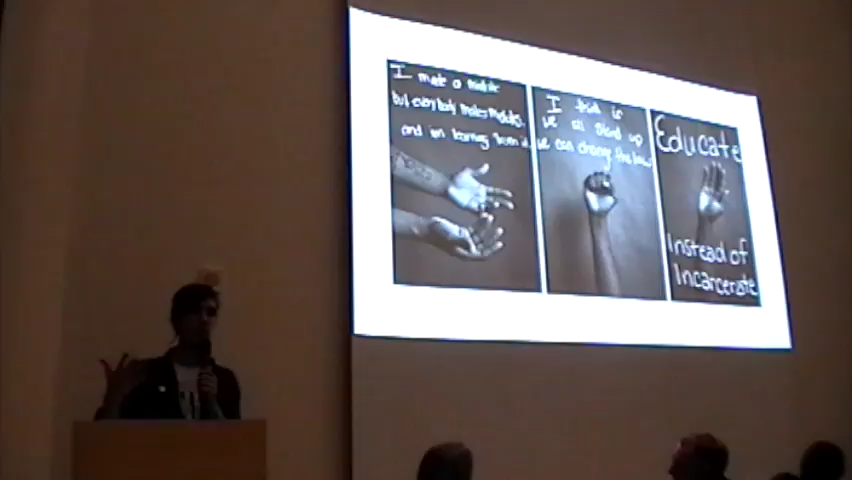 I made a mistake
but everybody makes mistakes.
and im learning from it
I think if
we all stand up
we can change the law
Educate
Instead of
Incarcerate